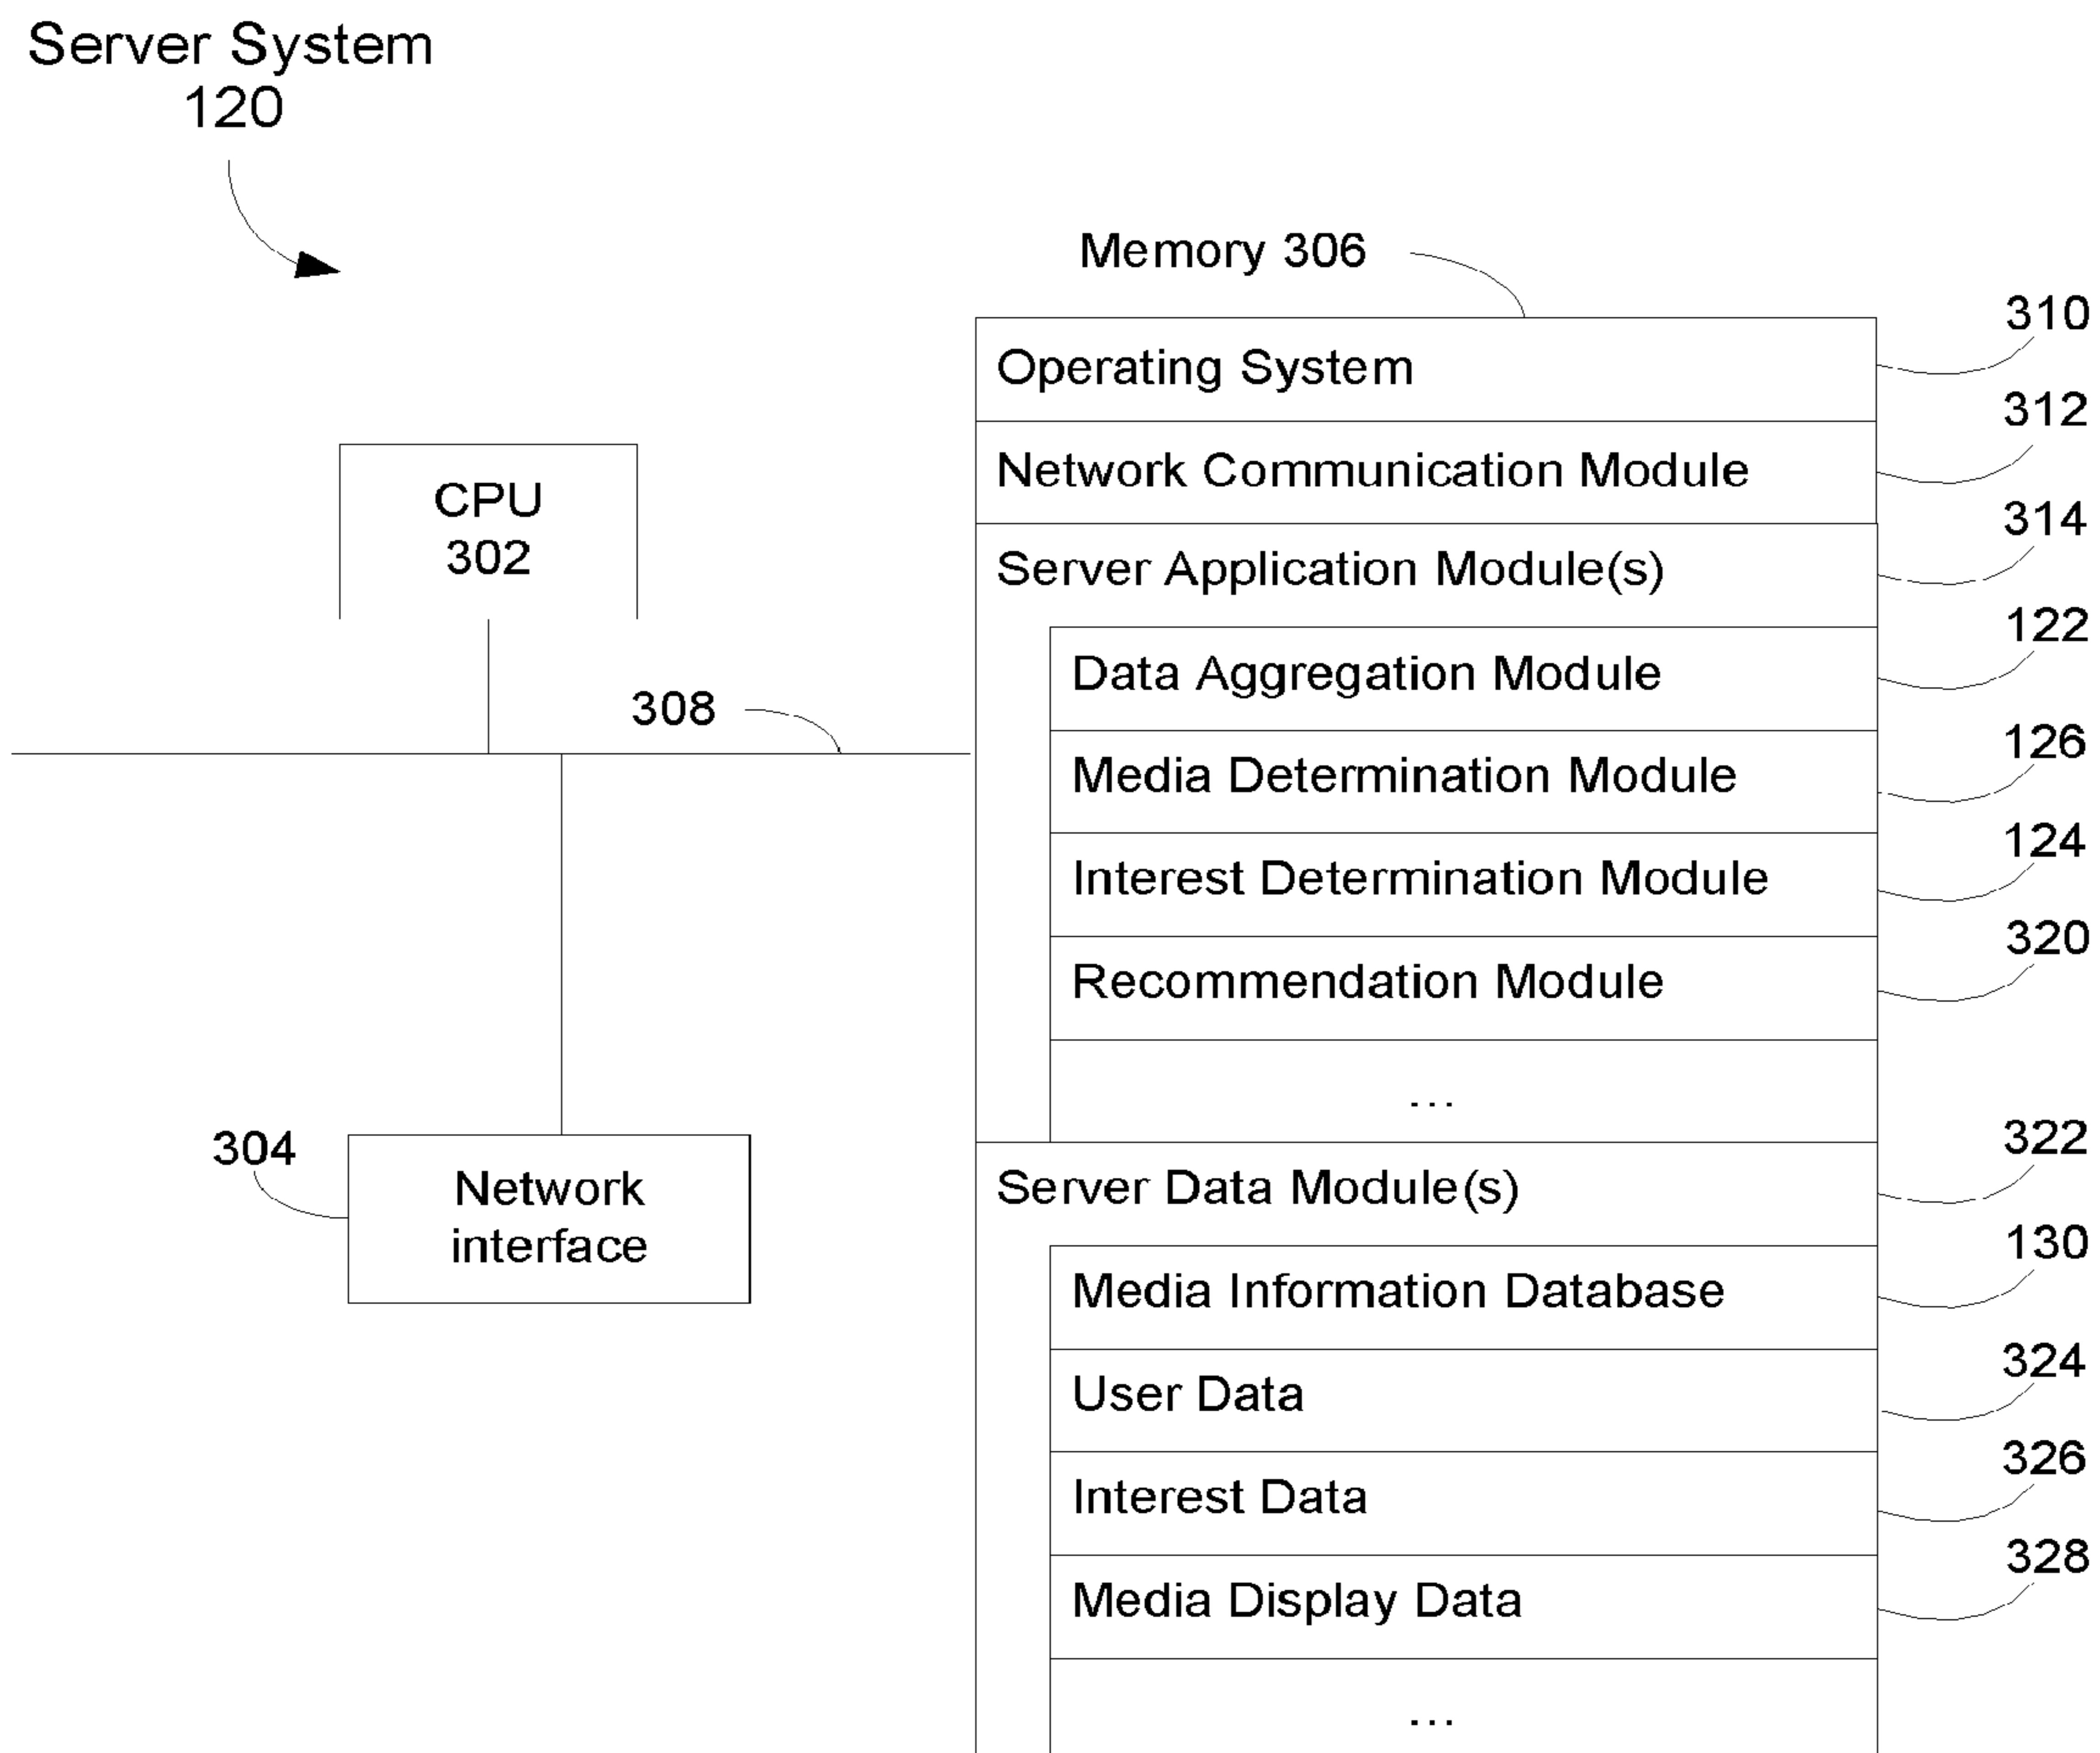 Server System
120
Memory 306
310
Operating System
312
Network Communication Module
314
Server Application Module(s)
122
Data Aggregation Module
126
Media Determination Module
124
Interest Determination Module
320
Recommendation Module
...
322
Server Data Module(s)
130
Media Information Database
324
User Data
326
Interest Data
328
Media Display Data
...
CPU
302
308
304
Network
interface